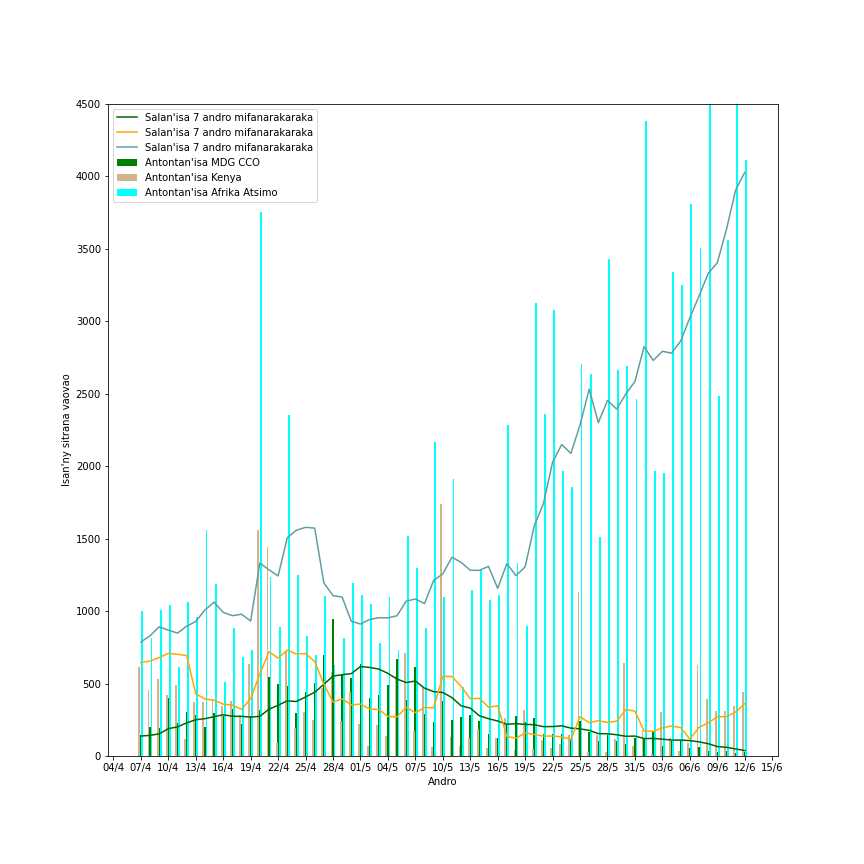 Salan'isa 7 andro mifanarakaraka
Salan'isa 7 andro mifanarakaraka
Salan'isa 7 andro mifanarakaraka
Antontan'isa MDG CCO
Antontan'isa Kenya
Antontan'isa Afrika Atsimo
4500
4000
3500
3000
2500
2000
1500
1000
500
0
Isan'ny sitrana vaovao
04/4 07/4 10/4 13/4 16/4 19/4 22/4 25/4 28/4 01/5 04/5 07/5 10/5 13/5 16/5 19/5 22/5 25/5 28/5 31/5 03/6 06/6 09/6 12/6 15/6
Andro